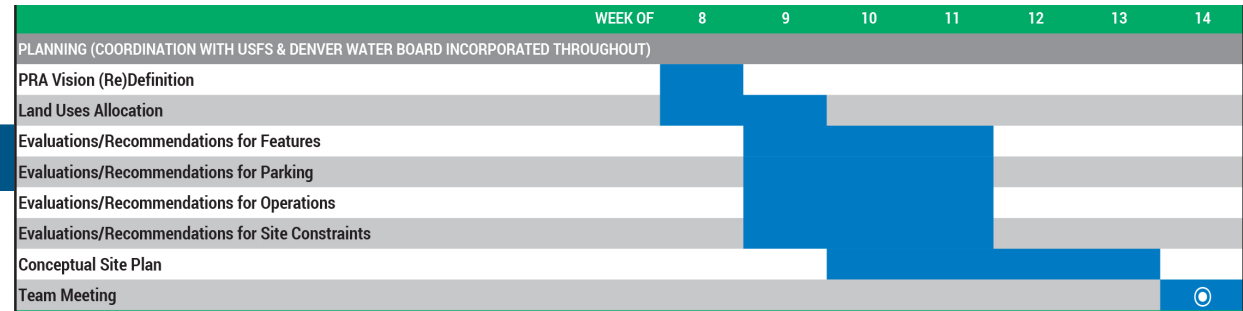 WEEK OF 8 9 10 11 12 13 14
PLANNING (COORDINATION WITH USFS & DENVER WATER BOARD INCORPORATED THROUGHOUT)
PRA Vision (Re)Definition
Land Uses Allocation
Evaluations/Recommendations for Features
Evaluations/Recommendations for Parking
Evaluations/Recommendations for Operations
Evaluations/Recommendations for Site Constraints
Conceptual Site Plan
Team Meeting